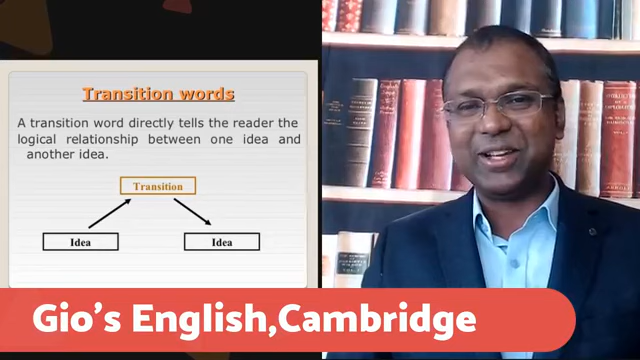 Transition words
A transition word directly tells the reader the
logical relationship between one idea and
another idea.
Transition
Idea
Idea
Gio's English,Cambridge